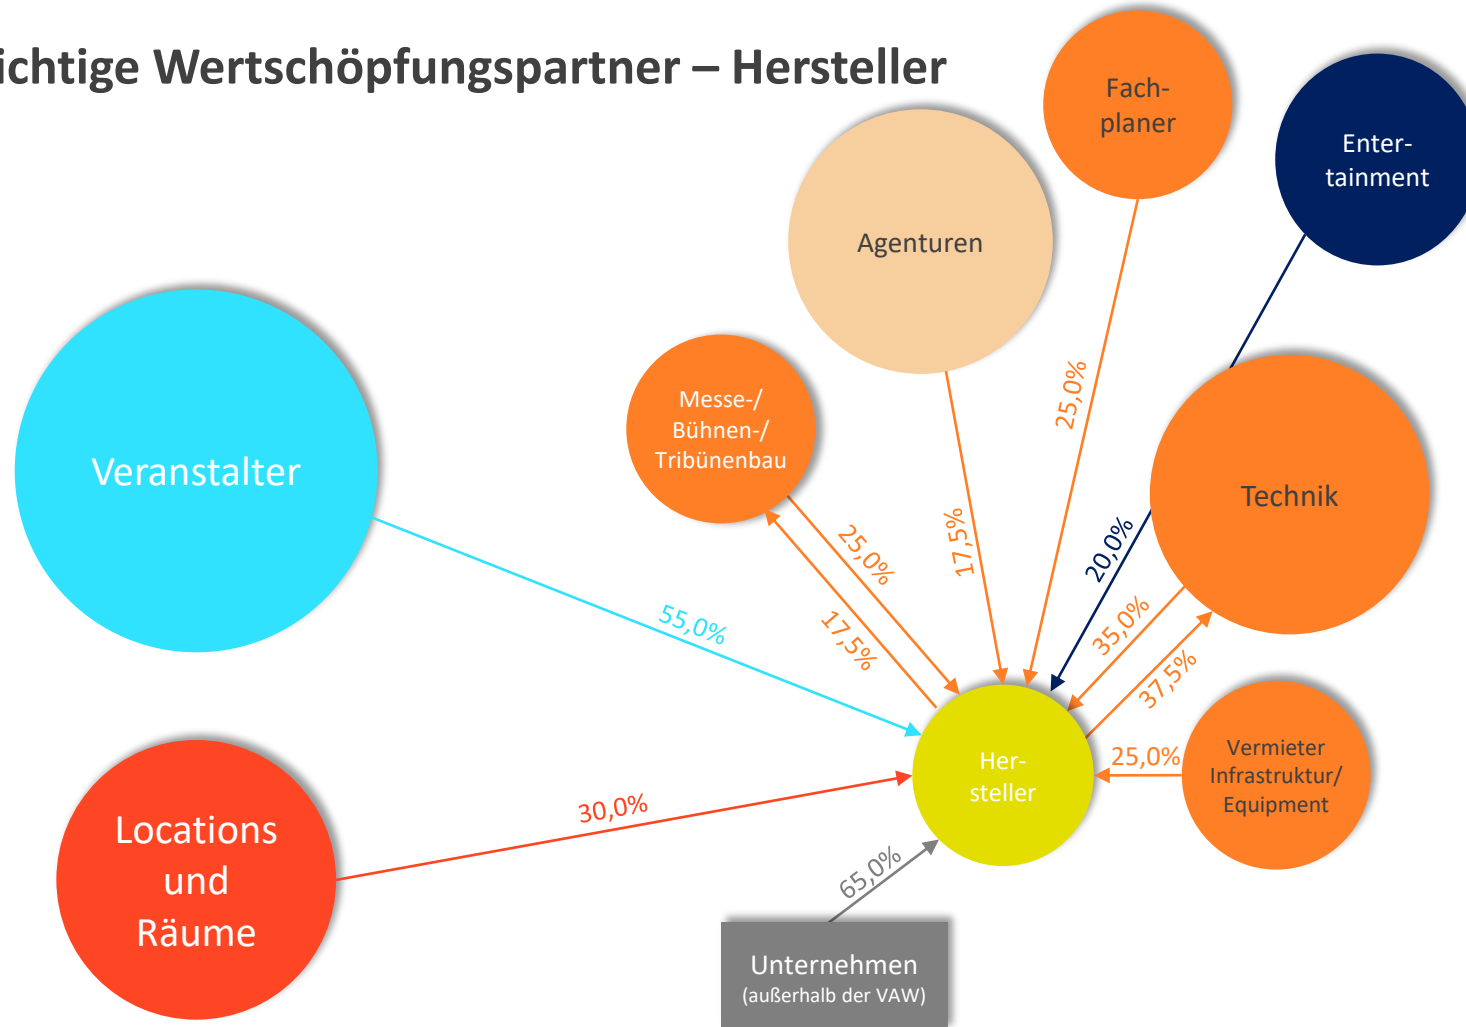 ichtige Wertschöpfungspartner – Hersteller
Fach-
planer
Enter-
tainment
Agenturen
Veranstalter
Messe-/
Bühnen-/
Tribünenbau
Technik
25,0%
17,5%
20,0%
25,0%
17,5%
55,0%
35,0%
37,5%
Her-
steller
25,0%
Vermieter
Infrastruktur/
Equipment
30,0%
Locations
und
Räume
65,0%
Unternehmen
(außerhalb der VAW)